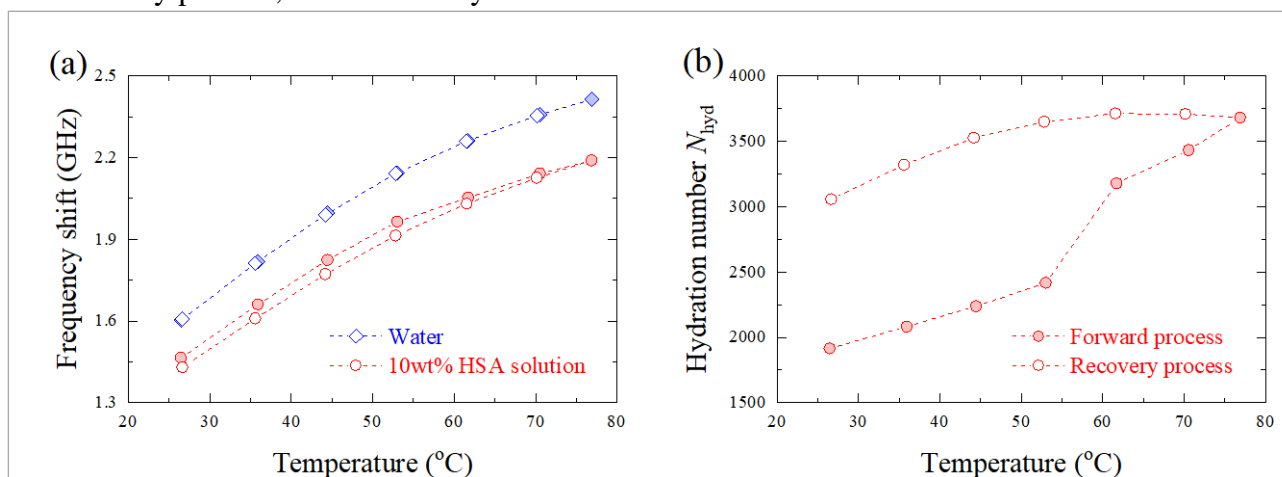 (a)
2.5
2.2
1.9
1.6
1.3
Frequency shift (GHz)
Water
10wt% HSA solution
20 30 40 50 60 70 80
Temperature (°C)
(b)
4000
3500
3000
2500
2000
1500
Hydration number Nhyd
Forward process
Recovery process
20 30 40 50 60 70 80
Temperature (°C)